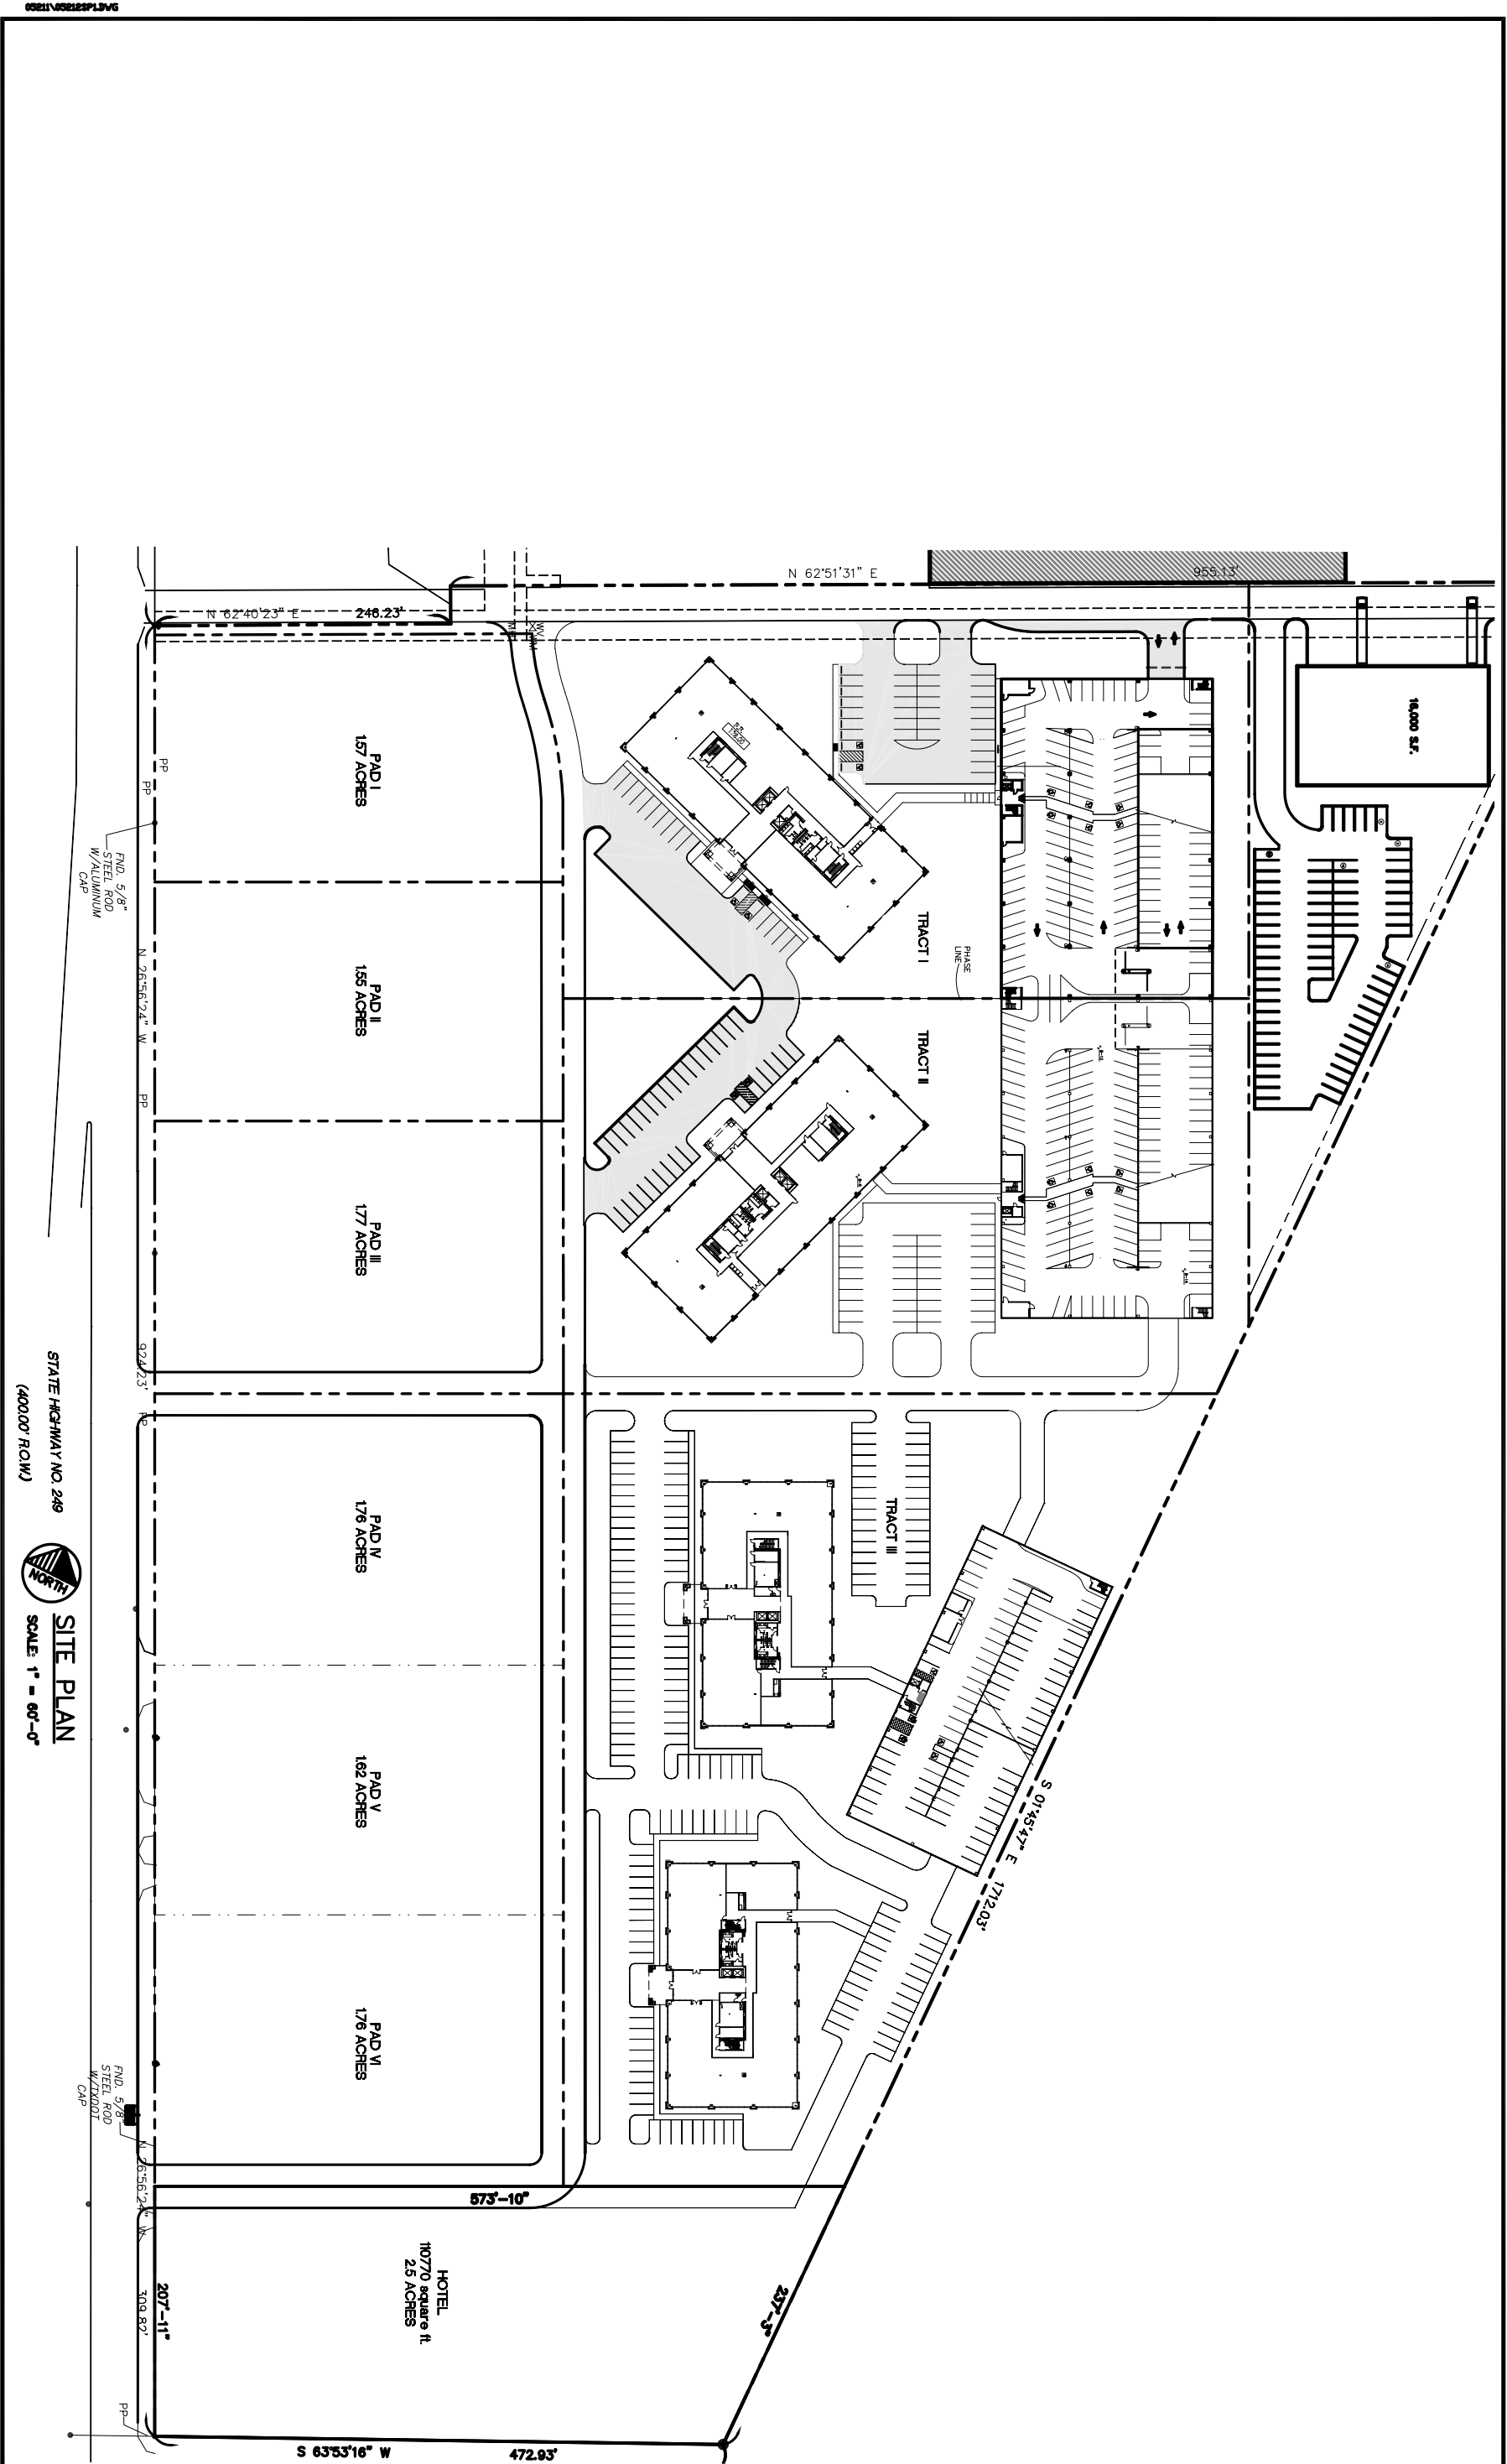 05211\05212SP1.DWG
N 62°51'31" E
955.13'
N 62°40'23" E
246.23'
16,000 S.F.
PAD I
1.57 ACRES
PP
PP
FND. 5/8"
STEEL ROD
W/ALUMINUM
CAP
TRACT I
PHASE
LINE
PAD II
1.55 ACRES
N 26°56'24" W
TRACT II
PP
PAD III
1.77 ACRES
924.23'
PP
STATE HIGHWAY NO. 249
(400.00' R.O.W.)
NORTH
SITE PLAN
SCALE: 1" = 60'-0"
PAD IV
1.76 ACRES
TRACT III
PAD V
1.62 ACRES
S 01°45'47" E
1712.03'
PAD VI
1.76 ACRES
FND. 5/8"
STEEL ROD
W/TXDOT
CAP
N 26°56'24" W
573'-10"
HOTEL
110770 square ft.
2.5 ACRES
207'-11"
309.82'
237'-3"
PP
S 63°53'16" W
472.93'